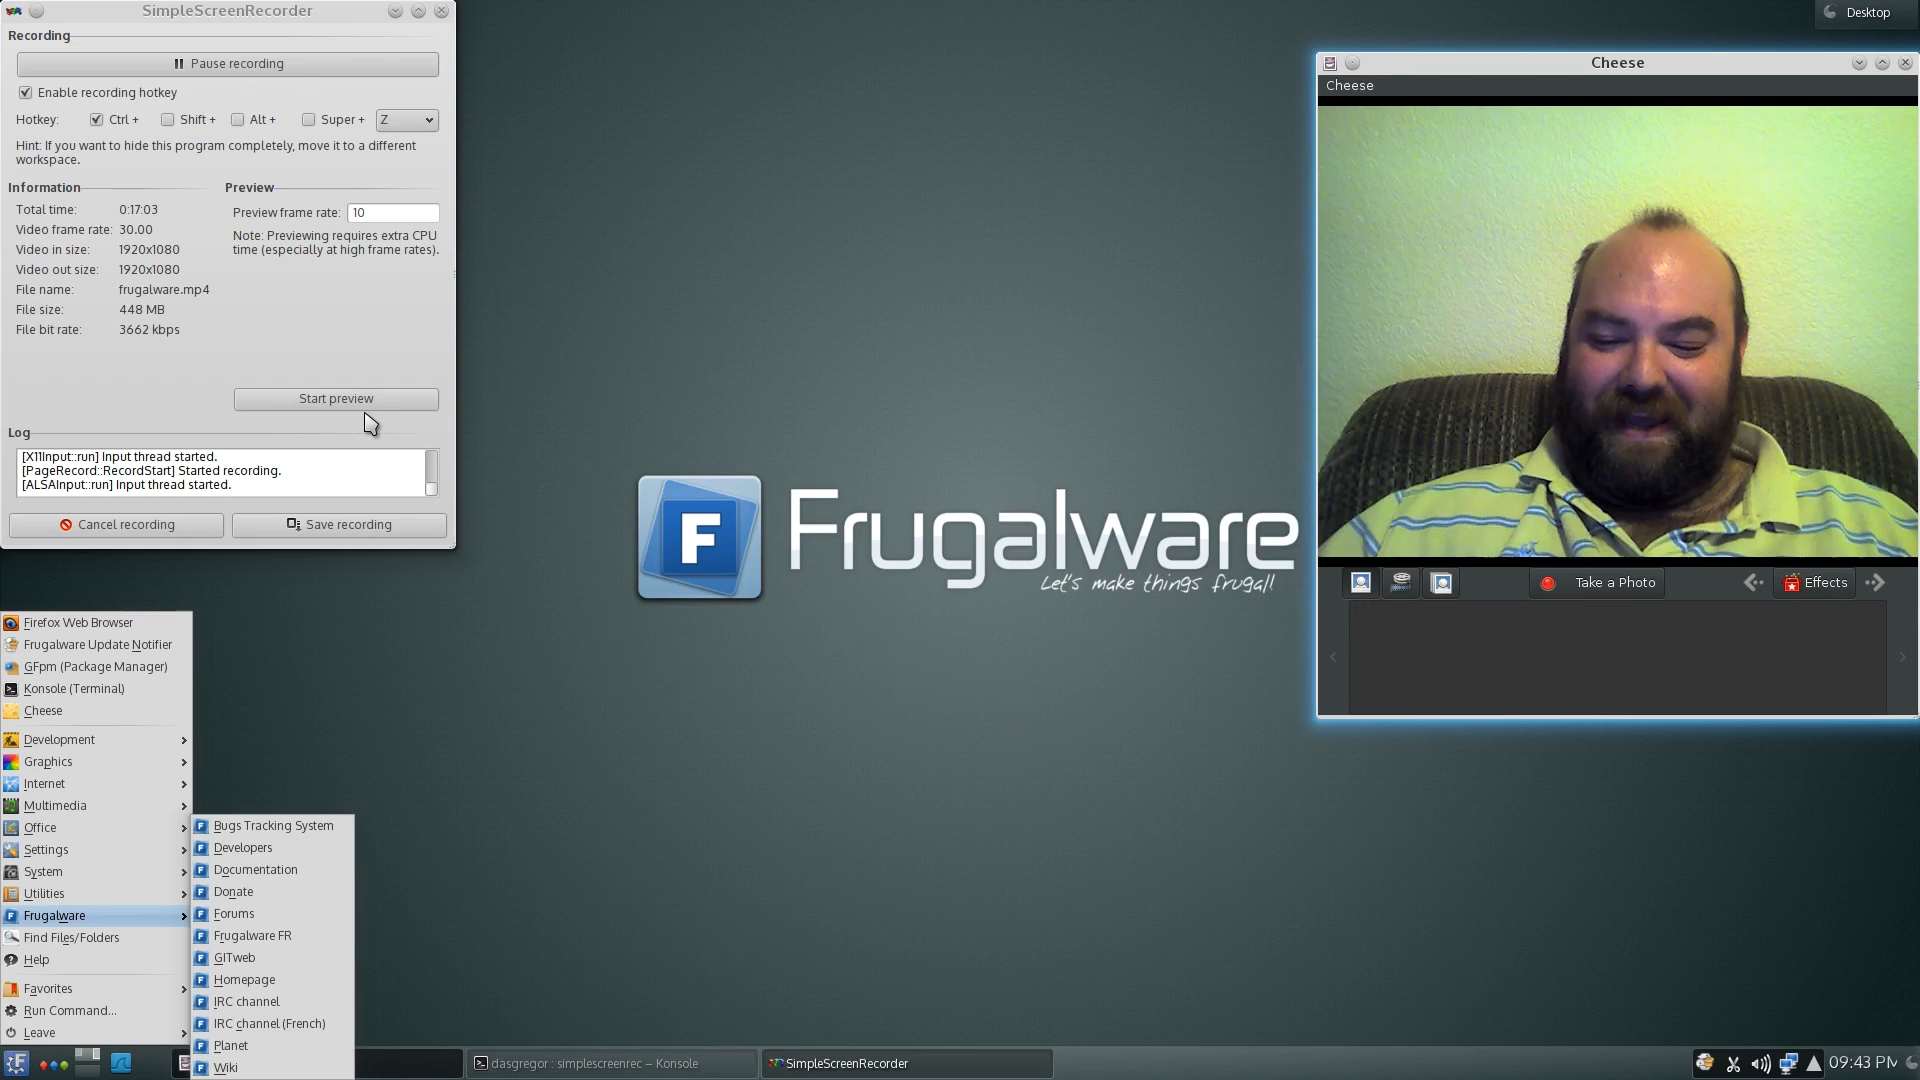 SimpleScreenRecorder
Recording
Pause recording
Enable recording hotkey
Hotkey: Ctrl + Shift + Alt + Super + Z
Hint: If you want to hide this program completely, move it to a different
workspace.
Information
Total time: 0:17:03
Video frame rate: 30.00
Video in size: 1920x1080
Video out size: 1920x1080
File name: frugalware.mp4
File size: 448 MB
File bit rate: 3662 kbps
Preview
Preview frame rate: 10
Note: Previewing requires extra CPU
time (especially at high frame rates).
Start preview
Log
[X11Input::run] Input thread started.
[PageRecord::RecordStart] Started recording.
[ALSAInput::run] Input thread started.
Cancel recording
Save recording
Desktop
Cheese
Cheese
Take a Photo
Effects
F Frugalware
Let's make things frugal!
Firefox Web Browser
Frugalware Update Notifier
GFpm (Package Manager)
Konsole (Terminal)
Cheese
Development
Graphics
Internet
Multimedia
Office
Settings
System
Utilities
Frugalware
Find Files/Folders
Help
Favorites
Run Command...
Leave
Bugs Tracking System
Developers
Documentation
Donate
Forums
Frugalware FR
GITweb
Homepage
IRC channel
IRC channel (French)
Planet
Wiki
dasgregor : simplescreenrec – Konsole
SimpleScreenRecorder
09:43 PM